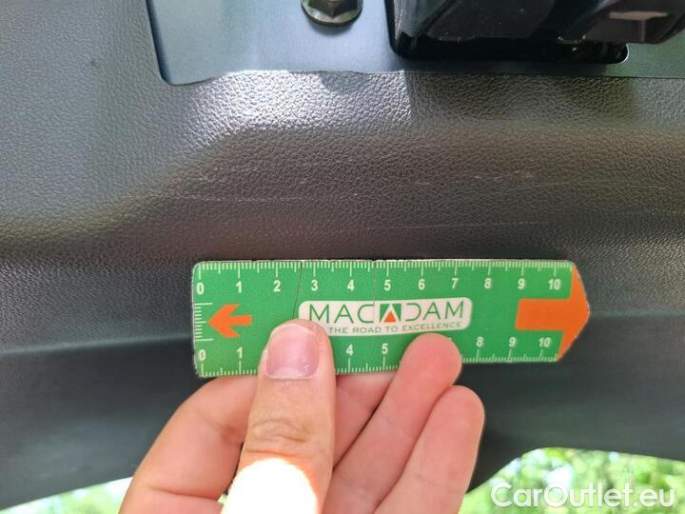 0 1 2 3 4 5 6 7 8 9 10
MACADAM
THE ROAD TO EXCELLENCE
0 1 4 5 8 9 10
CarOutlet.eu